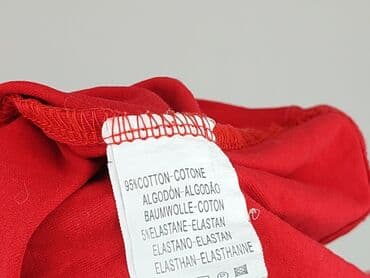 95%COTTON-COTONE
ALGODÓN-ALGODÃO
BAUMWOLLE-COTON
5%ELASTANE-ELASTAN
ELASTANO-ELASTAN
ELASTHAN-ELASTHANNE